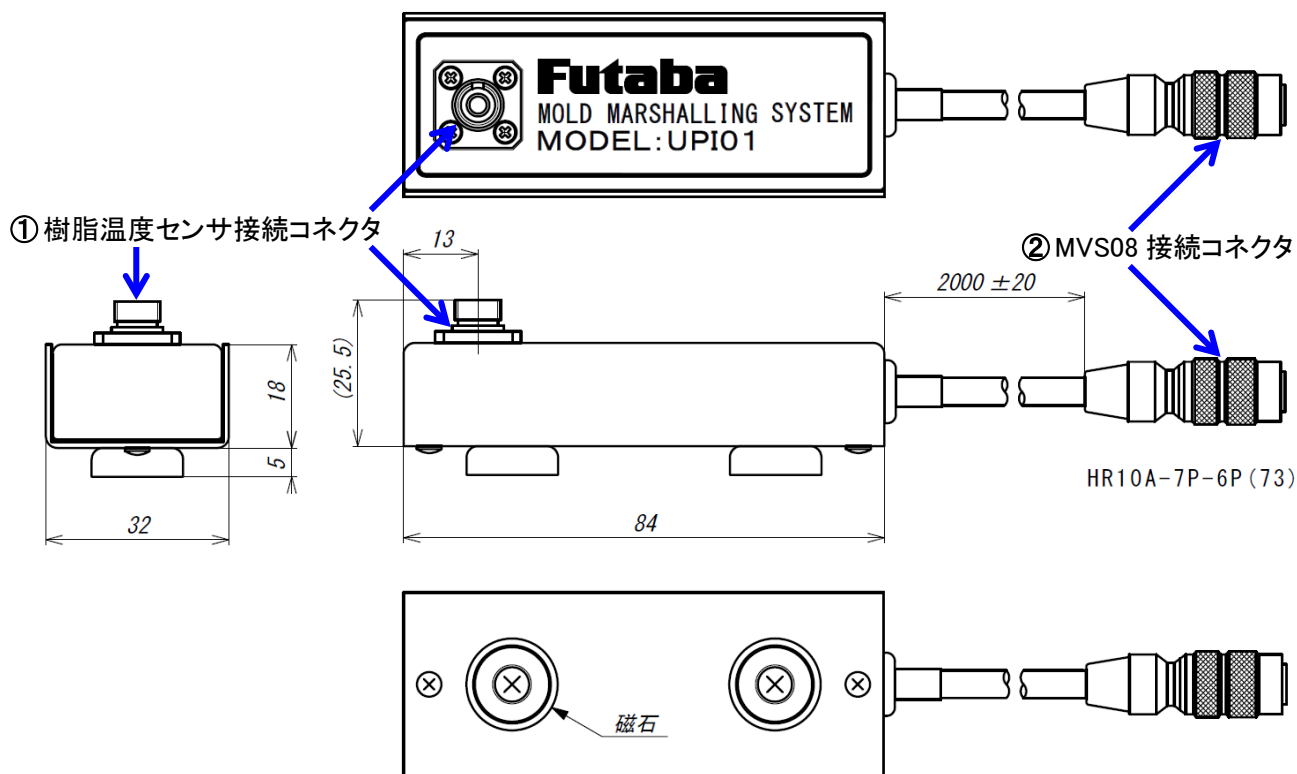 Futaba
MOLD MARSHALLING SYSTEM
MODEL:UPI01
①樹脂温度センサ接続コネクタ
②MVS08 接続コネクタ
13
2000 ±20
(25.5)
18
5
32
84
HR10A-7P-6P(73)
磁石